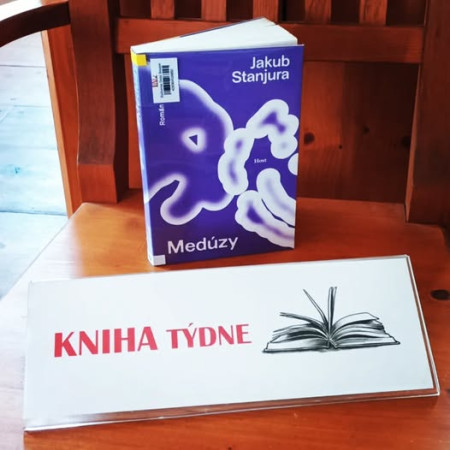 Jakub
Stanjura
Román
Host
Medúzy
KNIHA TÝDNE